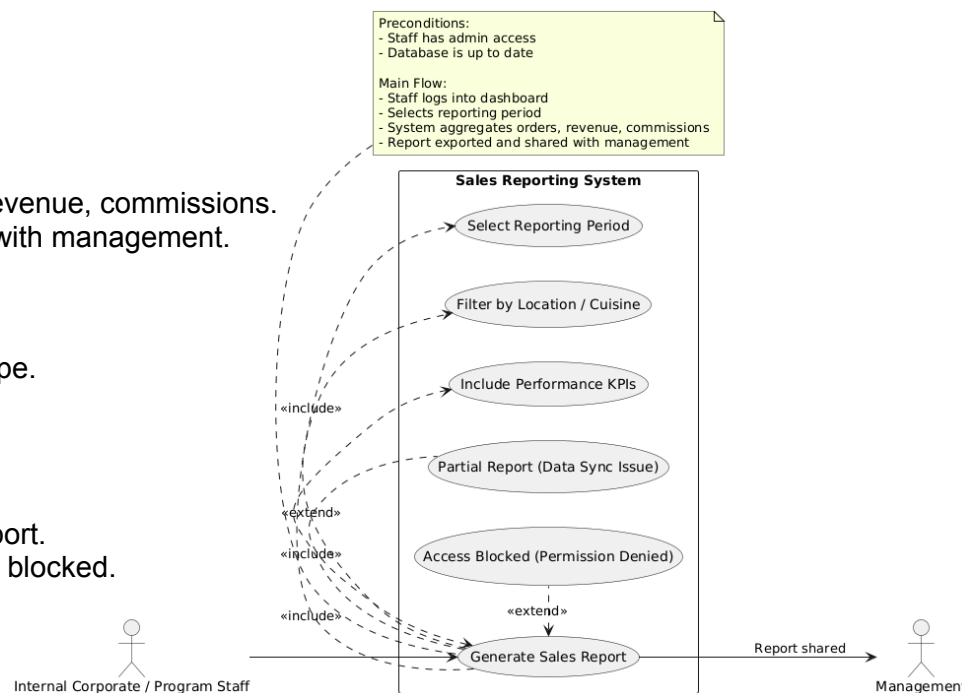 evenue, commissions.
with management.
pe.
port.
blocked.
Preconditions:
- Staff has admin access
- Database is up to date
Main Flow:
- Staff logs into dashboard
- Selects reporting period
- System aggregates orders, revenue, commissions
- Report exported and shared with management
Sales Reporting System
Select Reporting Period
Filter by Location / Cuisine
Include Performance KPIs
«include»
Partial Report (Data Sync Issue)
«extend»
«include»
Access Blocked (Permission Denied)
«extend»
«include»
Generate Sales Report
Report shared
Internal Corporate / Program Staff
Management